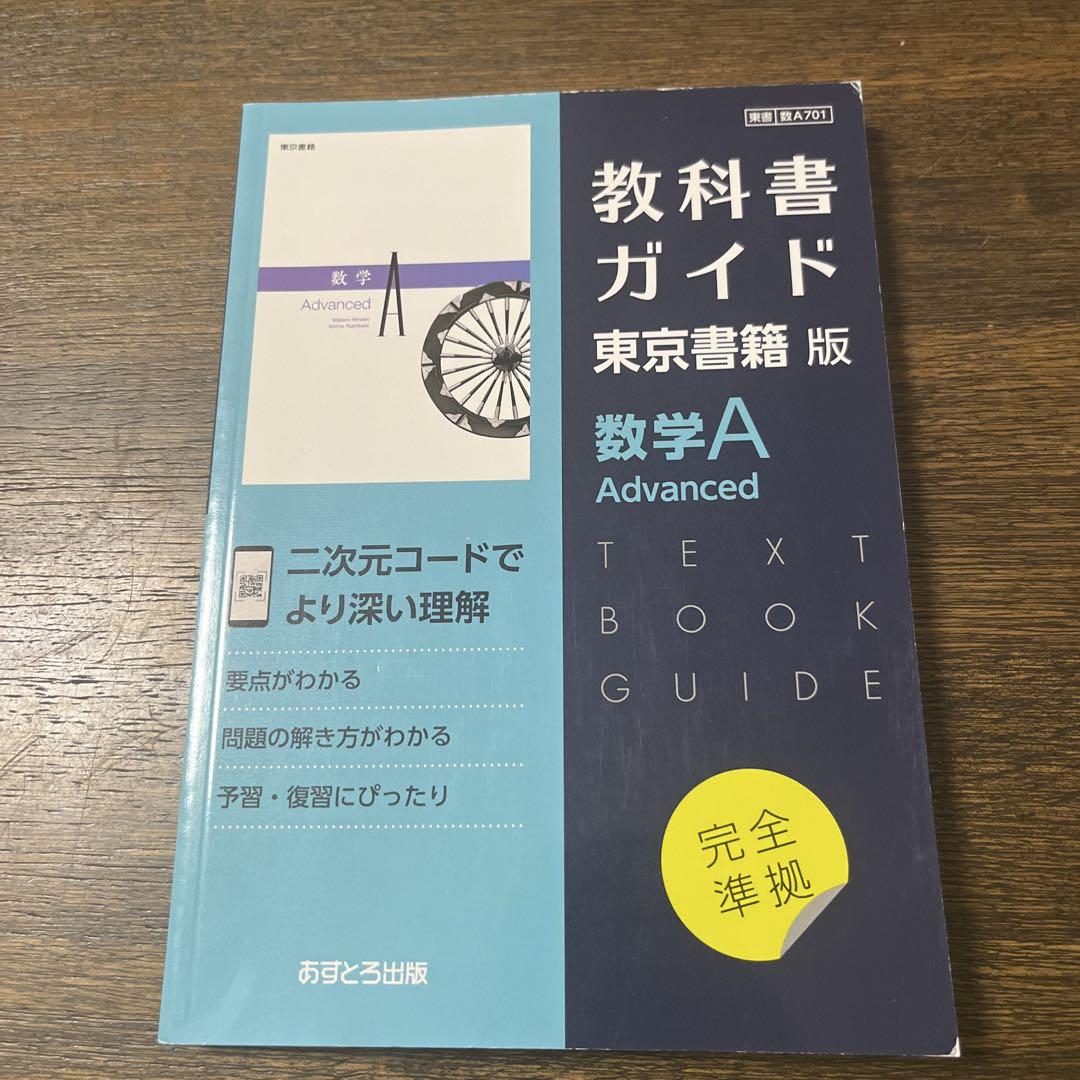 東書 数A701
教科書
ガイド
東京書籍 版
数学A
Advanced
TEXT
BOOK
GUIDE
完全
準拠
東京書籍
数学 A
Advanced
二次元コードで
より深い理解
要点がわかる
問題の解き方がわかる
予習・復習にぴったり
あすとろ出版